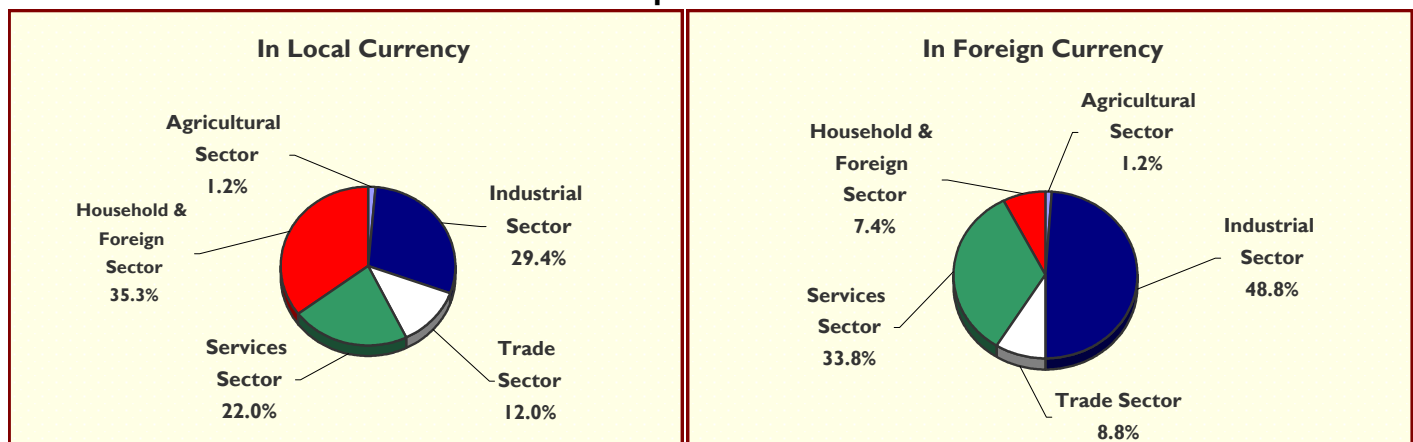 In Local Currency
Agricultural
Sector
1.2%
Industrial
Sector
29.4%
Household &
Foreign
Sector
35.3%
Services
Sector
22.0%
Trade
Sector
12.0%
In Foreign Currency
Agricultural
Sector
1.2%
Household &
Foreign
Sector
7.4%
Industrial
Sector
48.8%
Services
Sector
33.8%
Trade Sector
8.8%